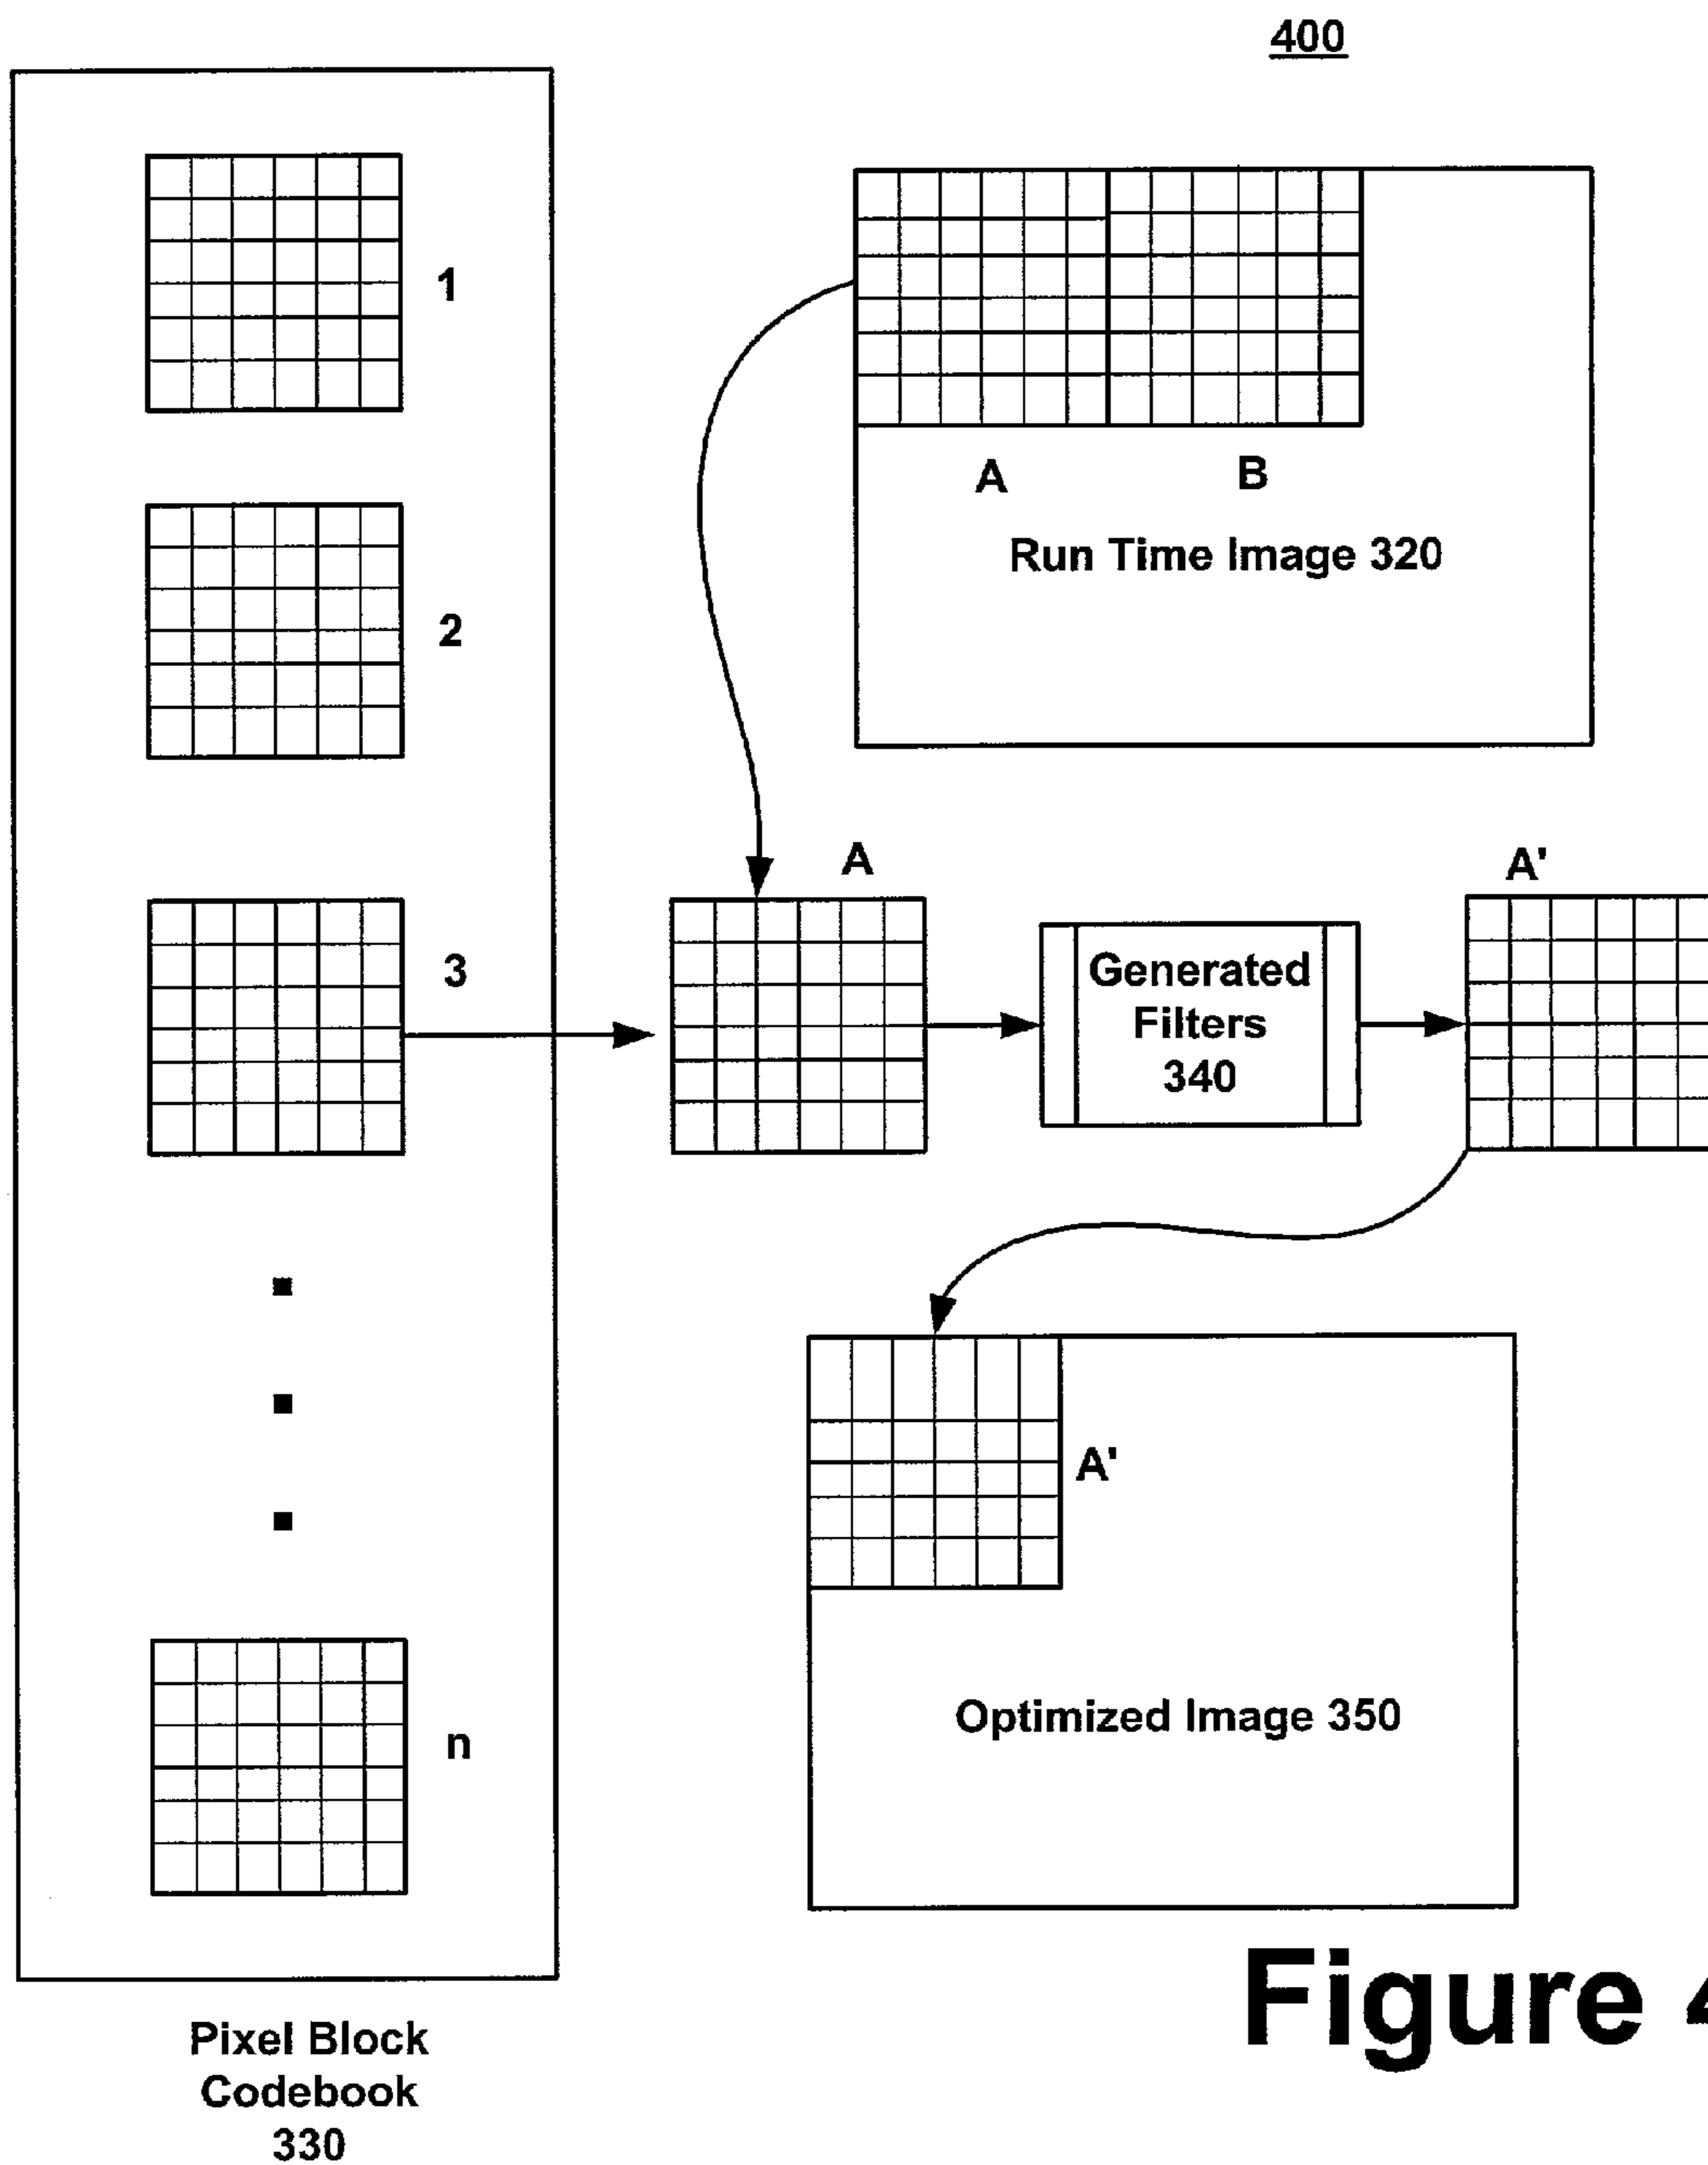 400
1
A B
Run Time Image 320
2
A
A'
3
Generated
Filters
340
A'
Optimized Image 350
n
Figure
Pixel Block
Codebook
330